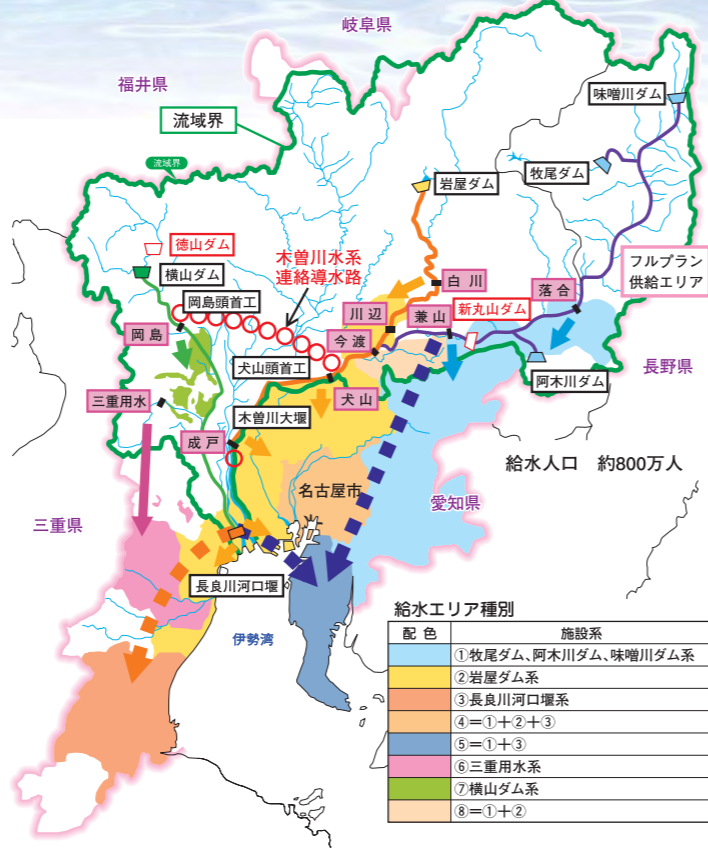 岐阜県
福井県
流域界
流域界
味噌川ダム
牧尾ダム
岩屋ダム
徳山ダム
横山ダム
木曽川水系
連絡導水路
岡島頭首工
白川
落合
フルプラン
供給エリア
川辺
兼山
新丸山ダム
岡島
今渡
犬山頭首工
阿木川ダム
長野県
三重用水
犬山
木曽川大堰
成戸
給水人口 約800万人
名古屋市
愛知県
三重県
長良川河口堰
伊勢湾
給水エリア種別
配色 施設系
①牧尾ダム、阿木川ダム、味噌川ダム系
②岩屋ダム系
③長良川河口堰系
④=①+②+③
⑤=①+③
⑥三重用水系
⑦横山ダム系
⑧=①+②